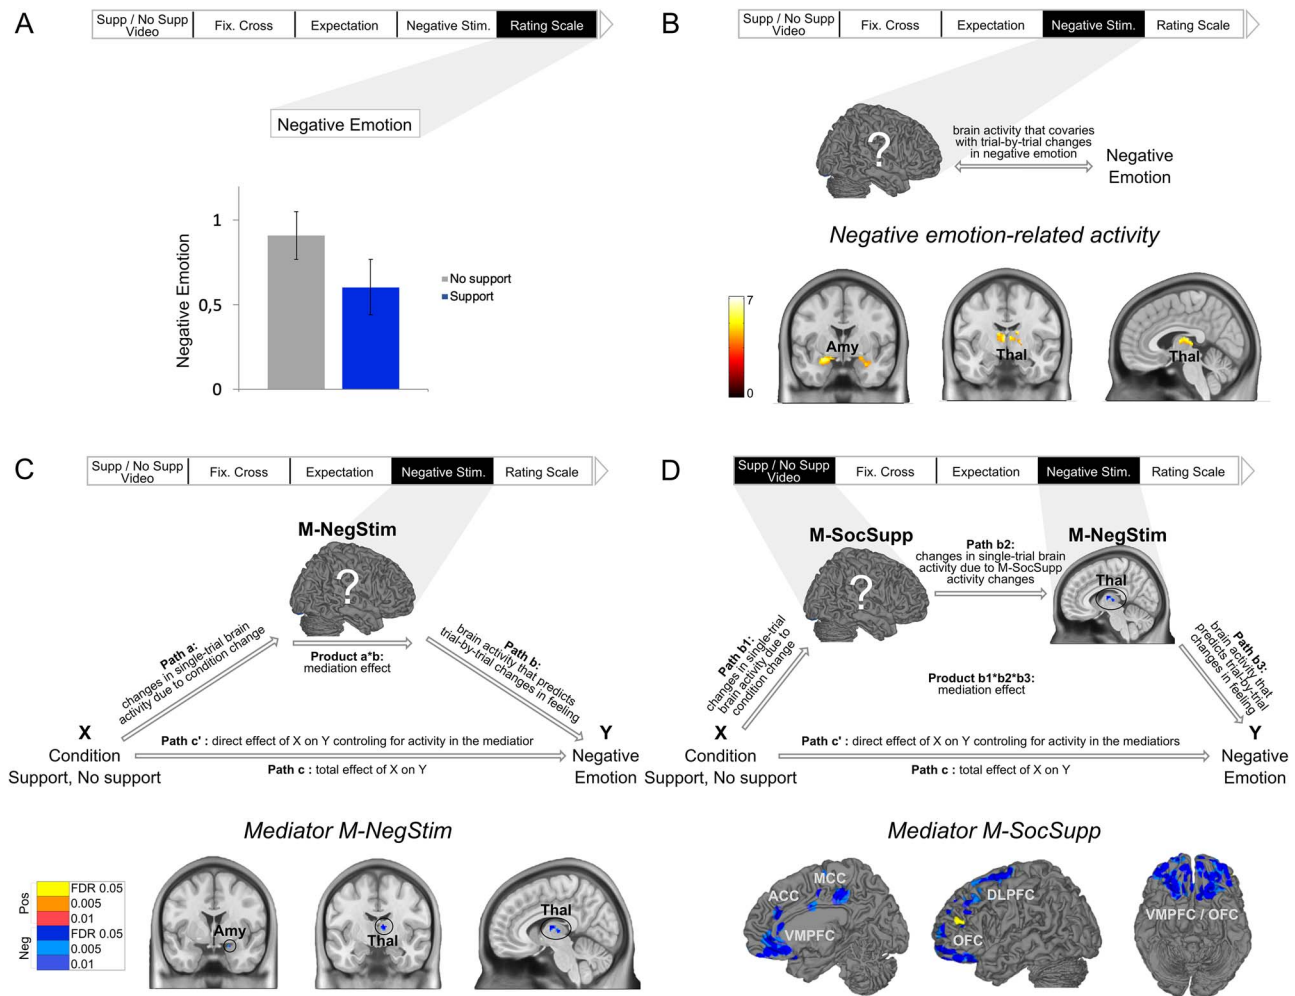 A
Supp / No Supp
Video
Fix. Cross
Expectation
Negative Stim.
Rating Scale
Negative Emotion
Negative Emotion
1
0,5
0
No support
Support
B
Supp / No Supp
Video
Fix. Cross
Expectation
Negative Stim.
Rating Scale
?
brain activity that covaries
with trial-by-trial changes
in negative emotion
Negative
Emotion
Negative emotion-related activity
7
0
Amy
Thal
Thal
C
Supp / No Supp
Video
Fix. Cross
Expectation
Negative Stim.
Rating Scale
M-NegStim
?
Path a:
changes in single-trial brain
activity due to condition change
Product a*b:
mediation effect
Path b:
brain activity that predicts
trial-by-trial changes in feeling
X
Condition
Support, No support
Path c' : direct effect of X on Y controling for activity in the mediatior
Path c : total effect of X on Y
Y
Negative
Emotion
Mediator M-NegStim
Pos
FDR 0.05
0.005
0.01
Neg
FDR 0.05
0.005
0.01
Amy
Thal
Thal
D
Supp / No Supp
Video
Fix. Cross
Expectation
Negative Stim.
Rating Scale
M-SocSupp
?
Path b2:
changes in single-trial brain
activity due to M-SocSupp
activity changes
M-NegStim
Thal
Path b1:
changes in single-trial
brain activity due to
condition change
Product b1*b2*b3:
mediation effect
Path b3:
brain activity that
predicts trial-by-trial
changes in feeling
X
Condition
Support, No support
Path c' : direct effect of X on Y controling for activity in the mediatiors
Path c : total effect of X on Y
Y
Negative
Emotion
Mediator M-SocSupp
ACC
MCC
VMPFC
DLPFC
OFC
VMPFC / OFC